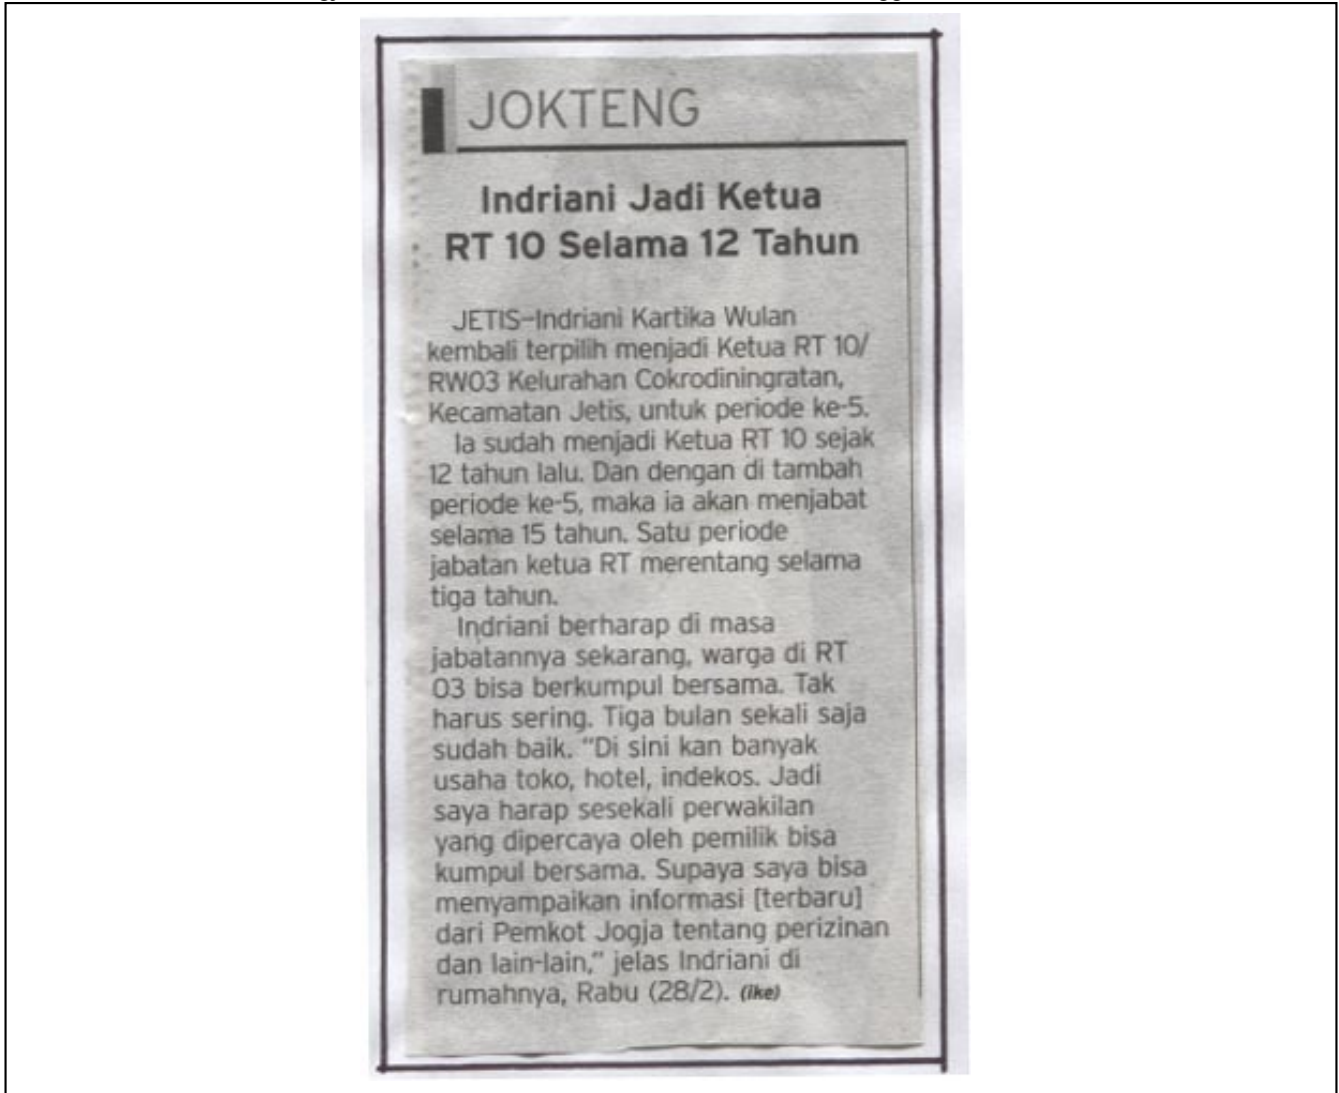 JOKTENG
Indriani Jadi Ketua
RT 10 Selama 12 Tahun
JETIS–Indriani Kartika Wulan
kembali terpilih menjadi Ketua RT 10/
RW03 Kelurahan Cokrodiningratan,
Kecamatan Jetis, untuk periode ke-5.
Ia sudah menjadi Ketua RT 10 sejak
12 tahun lalu. Dan dengan di tambah
periode ke-5, maka ia akan menjabat
selama 15 tahun. Satu periode
jabatan ketua RT merentang selama
tiga tahun.
Indriani berharap di masa
jabatannya sekarang, warga di RT
03 bisa berkumpul bersama. Tak
harus sering. Tiga bulan sekali saja
sudah baik. “Di sini kan banyak
usaha toko, hotel, indekos. Jadi
saya harap sesekali perwakilan
yang dipercaya oleh pemilik bisa
kumpul bersama. Supaya saya bisa
menyampaikan informasi [terbaru]
dari Pemkot Jogja tentang perizinan
dan lain-lain,” jelas Indriani di
rumahnya, Rabu (28/2). (ike)